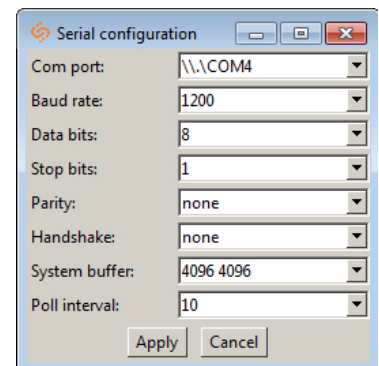 Serial configuration
Com port: \\.\COM4
Baud rate: 1200
Data bits: 8
Stop bits: 1
Parity: none
Handshake: none
System buffer: 4096 4096
Poll interval: 10
Apply Cancel